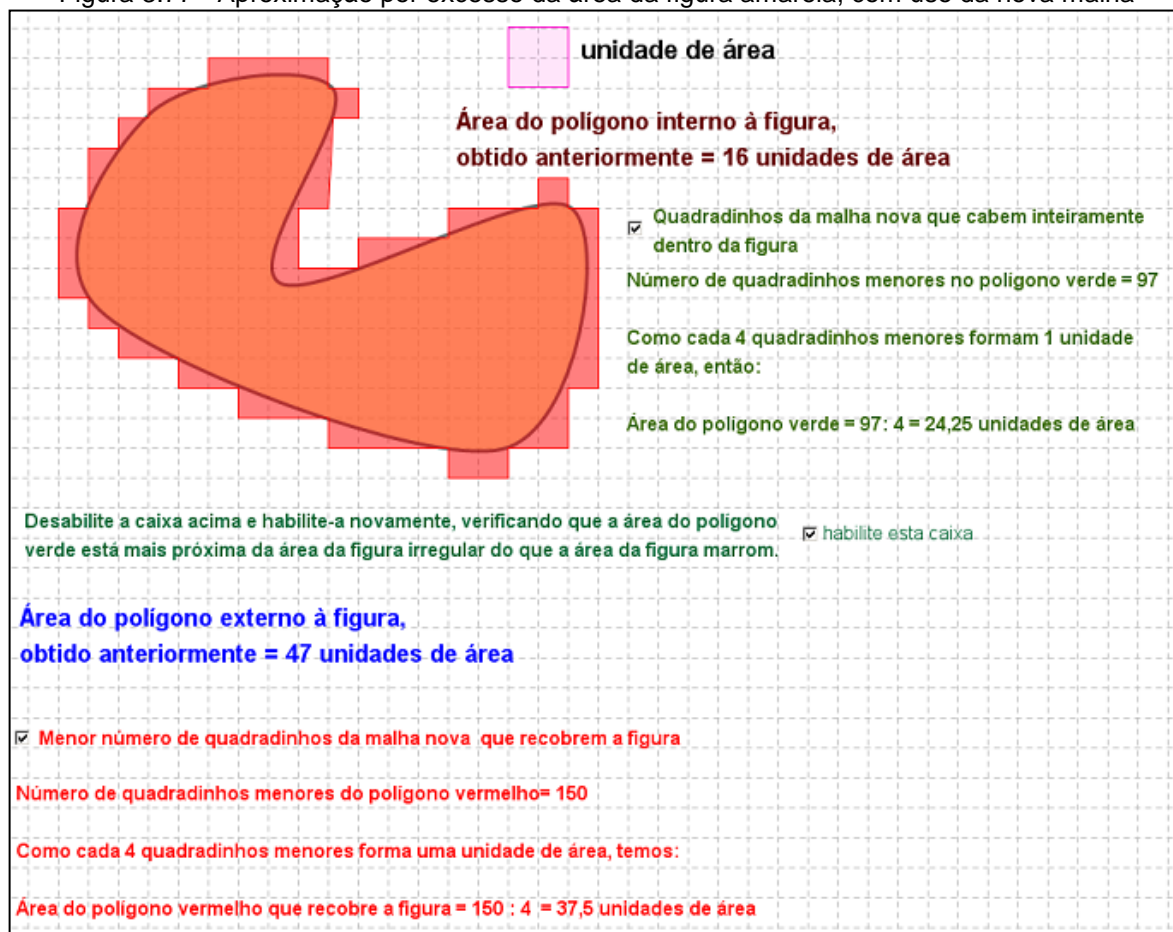 unidade de área
Área do polígono interno à figura,
obtido anteriormente = 16 unidades de área
Quadradinhos da malha nova que cabem inteiramente
dentro da figura
Número de quadradinhos menores no polígono verde = 97
Como cada 4 quadradinhos menores formam 1 unidade
de área, então:
Área do polígono verde = 97: 4 = 24,25 unidades de área
Desabilite a caixa acima e habilite-a novamente, verificando que a área do polígono
verde está mais próxima da área da figura irregular do que a área da figura marrom.
habilite esta caixa
Área do polígono externo à figura,
obtido anteriormente = 47 unidades de área
Menor número de quadradinhos da malha nova que recobrem a figura
Número de quadradinhos menores do polígono vermelho= 150
Como cada 4 quadradinhos menores forma uma unidade de área, temos:
Área do polígono vermelho que recobre a figura = 150 : 4 = 37,5 unidades de área